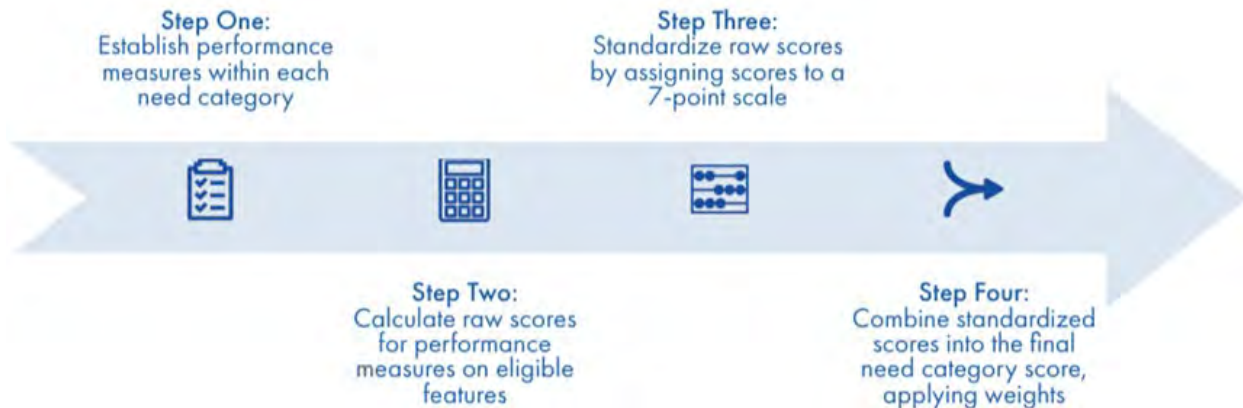 Step One:
Establish performance
measures within each
need category
Step Two:
Calculate raw scores
for performance
measures on eligible
features
Step Three:
Standardize raw scores
by assigning scores to a
7-point scale
Step Four:
Combine standardized
scores into the final
need category score,
applying weights